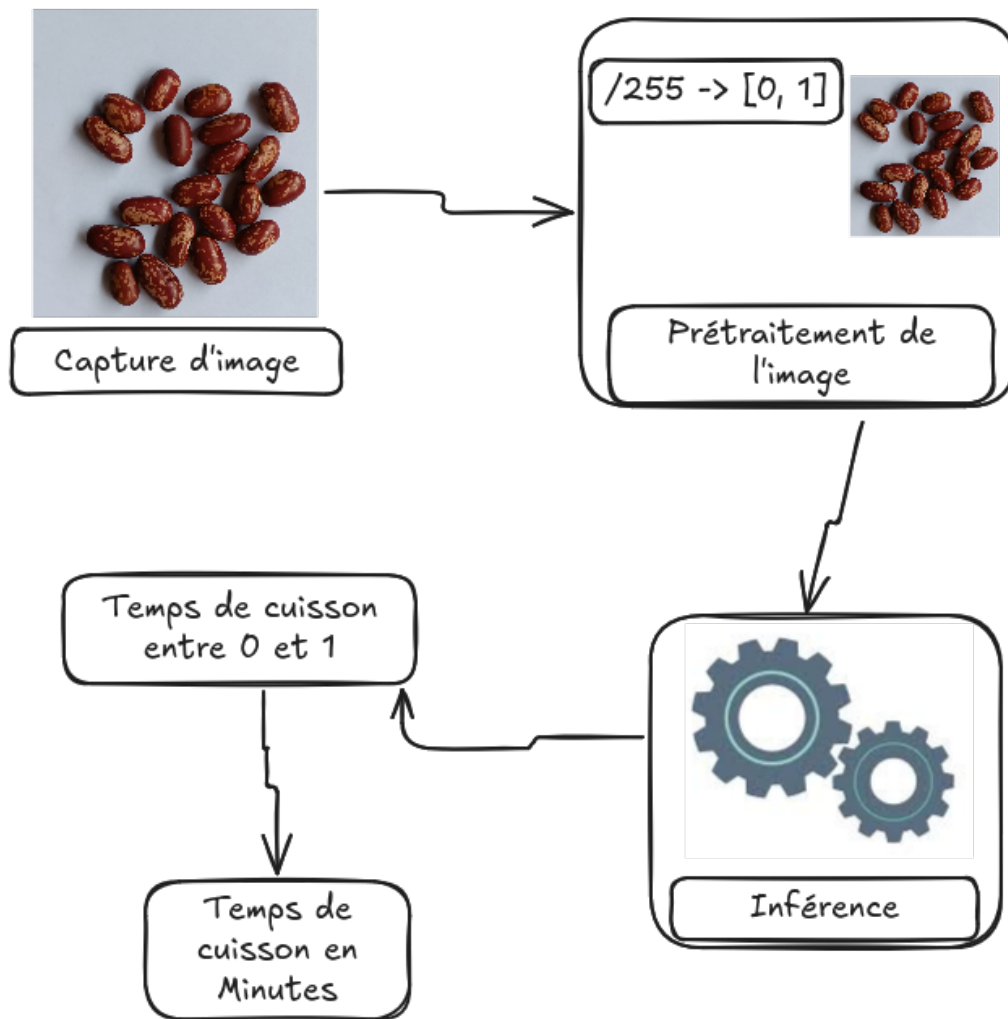 Capture d'image
/255 -> [0, 1]
Prétraitement de
l'image
Inférence
Temps de cuisson
entre 0 et 1
Temps de
cuisson en
Minutes